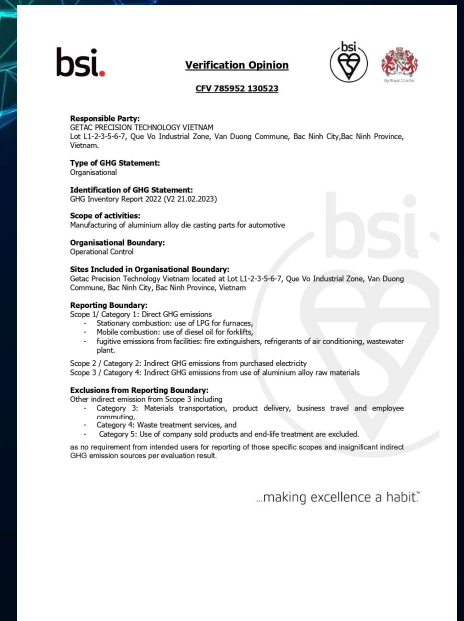 bsi.
Verification Opinion
bsi
By Royal Charter
CFV 785952 130523
Responsible Party:
GETAC PRECISION TECHNOLOGY VIETNAM
Lot L1-2-3-5-6-7, Que Vo Industrial Zone, Van Duong Commune, Bac Ninh City,Bac Ninh Province,
Vietnam.
Type of GHG Statement:
Organisational
Identification of GHG Statement:
GHG Inventory Report 2022 (V2 21.02.2023)
Scope of activities:
Manufacturing of aluminium alloy die casting parts for automotive
Organisational Boundary:
Operational Control
Sites Included in Organisational Boundary:
Getac Precision Technology Vietnam located at Lot L1-2-3-5-6-7, Que Vo Industrial Zone, Van Duong
Commune, Bac Ninh City, Bac Ninh Province, Vietnam
Reporting Boundary:
Scope 1/ Category 1: Direct GHG emissions
- Stationary combustion: use of LPG for furnaces,
- Mobile combustion: use of diesel oil for forklifts,
- fugitive emissions from facilities: fire extinguishers, refrigerants of air conditioning, wastewater
plant.
Scope 2 / Category 2: Indirect GHG emissions from purchased electricity
Scope 3 / Category 4: Indirect GHG emissions from use of aluminium alloy raw materials
Exclusions from Reporting Boundary:
Other indirect emission from Scope 3 including
- Category 3: Materials transportation, product delivery, business travel and employee
commuting,
- Category 4: Waste treatment services, and
- Category 5: Use of company sold products and end-life treatment are excluded.
as no requirement from intended users for reporting of those specific scopes and insignificant indirect
GHG emission sources per evaluation result.
bsi
...making excellence a habit.™